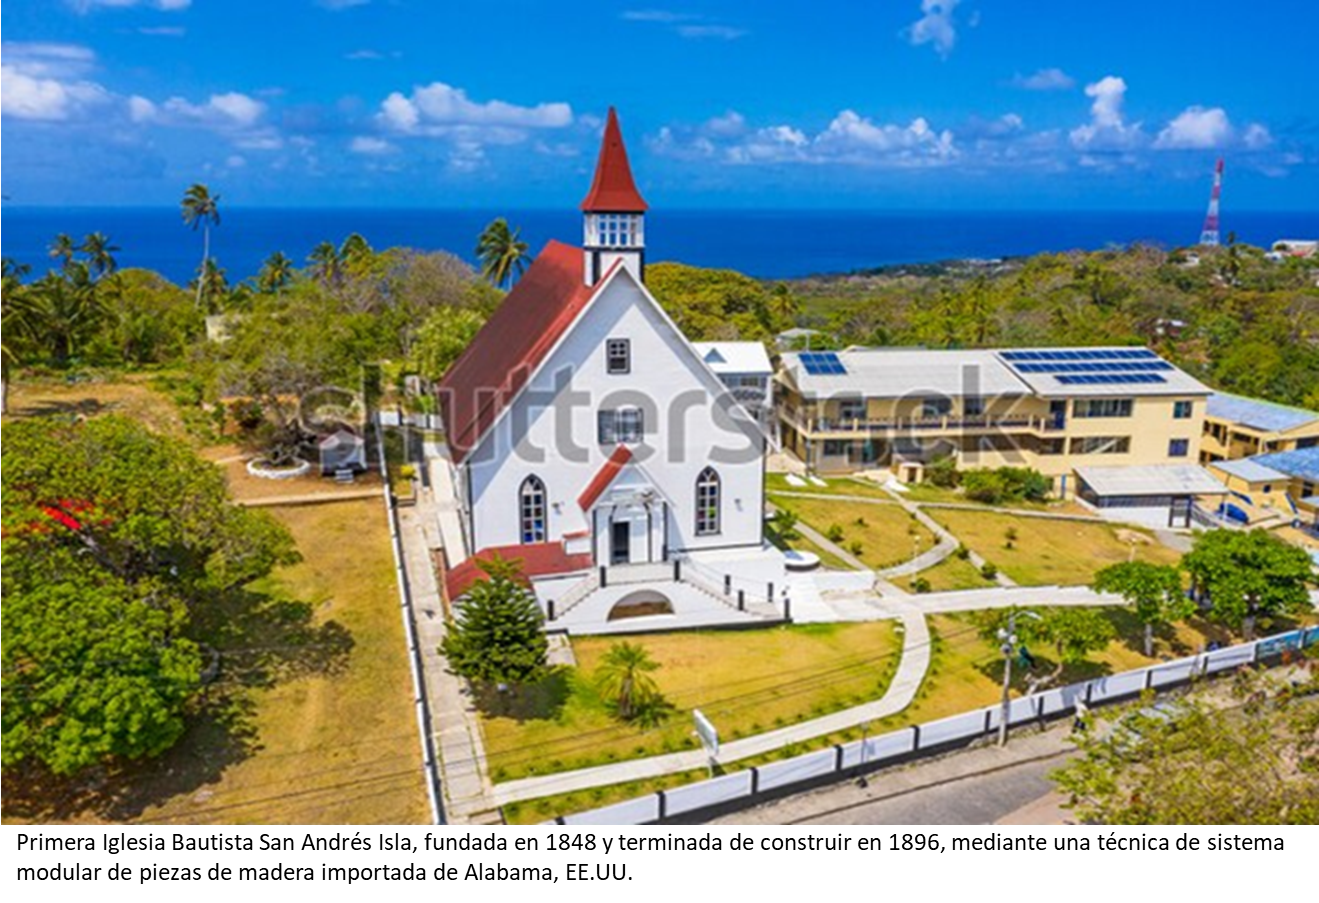 shutterstock
Primera Iglesia Bautista San Andrés Isla, fundada en 1848 y terminada de construir en 1896, mediante una técnica de sistema
modular de piezas de madera importada de Alabama, EE.UU.